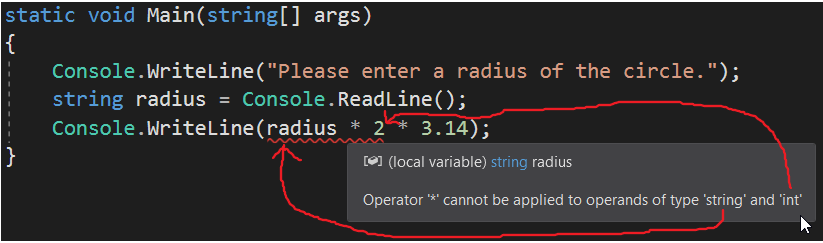 static void Main(string[] args)
{
Console.WriteLine("Please enter a radius of the circle.");
string radius = Console.ReadLine();
Console.WriteLine(radius * 2 * 3.14);
}
(local variable) string radius
Operator '*' cannot be applied to operands of type 'string' and 'int'